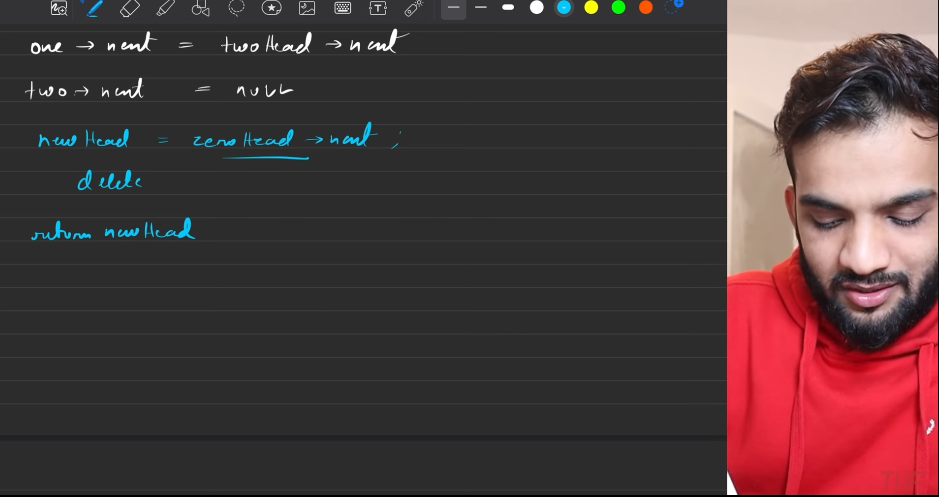 one → next = twoHead → next
two → next = NULL
newHead = zeroHead → next ;
delete
return newHead